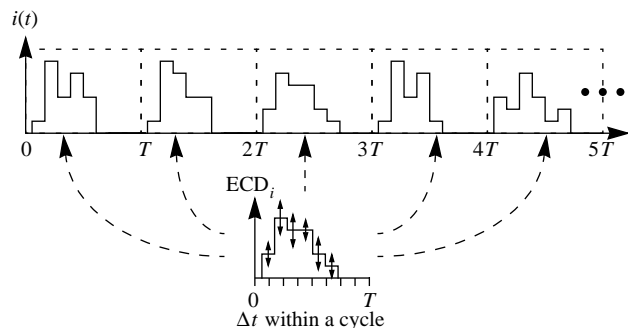 i(t)
0 T 2T 3T 4T 5T
ECD_i
0 T
Δt within a cycle